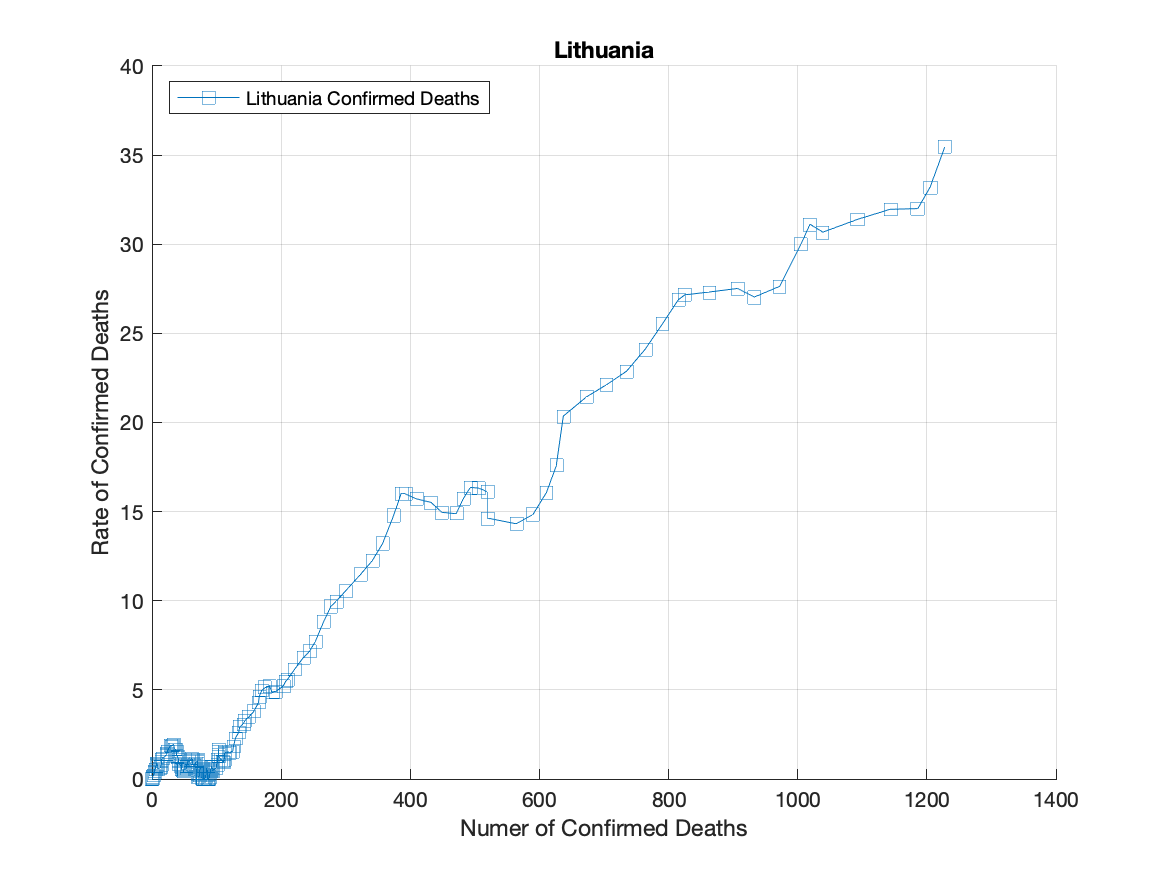 Lithuania
Lithuania Confirmed Deaths
40
35
30
25
20
15
10
5
0
Rate of Confirmed Deaths
0 200 400 600 800 1000 1200 1400
Numer of Confirmed Deaths